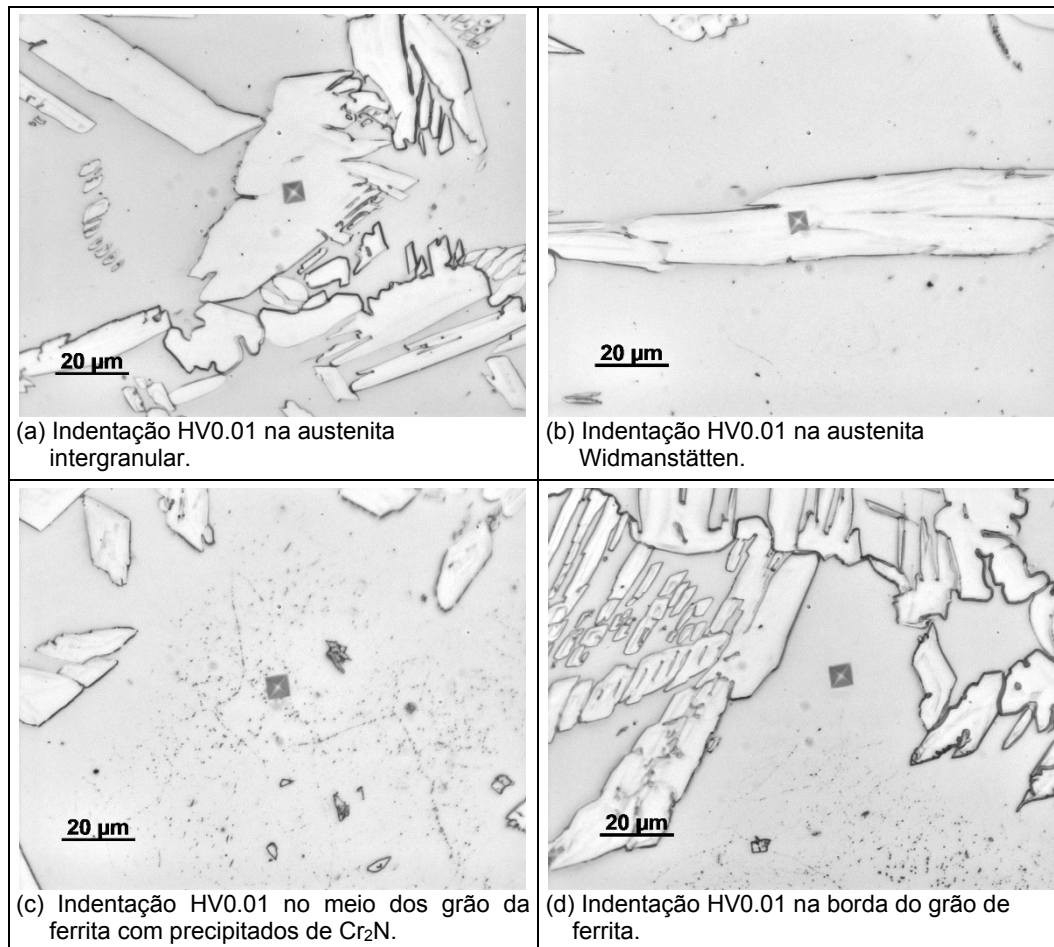 20 µm
20 µm
(a) Indentação HV0.01 na austenita
intergranular.
(b) Indentação HV0.01 na austenita
Widmanstätten.
20 µm
20 µm
(c) Indentação HV0.01 no meio dos grão da
ferrita com precipitados de Cr₂N.
(d) Indentação HV0.01 na borda do grão de
ferrita.